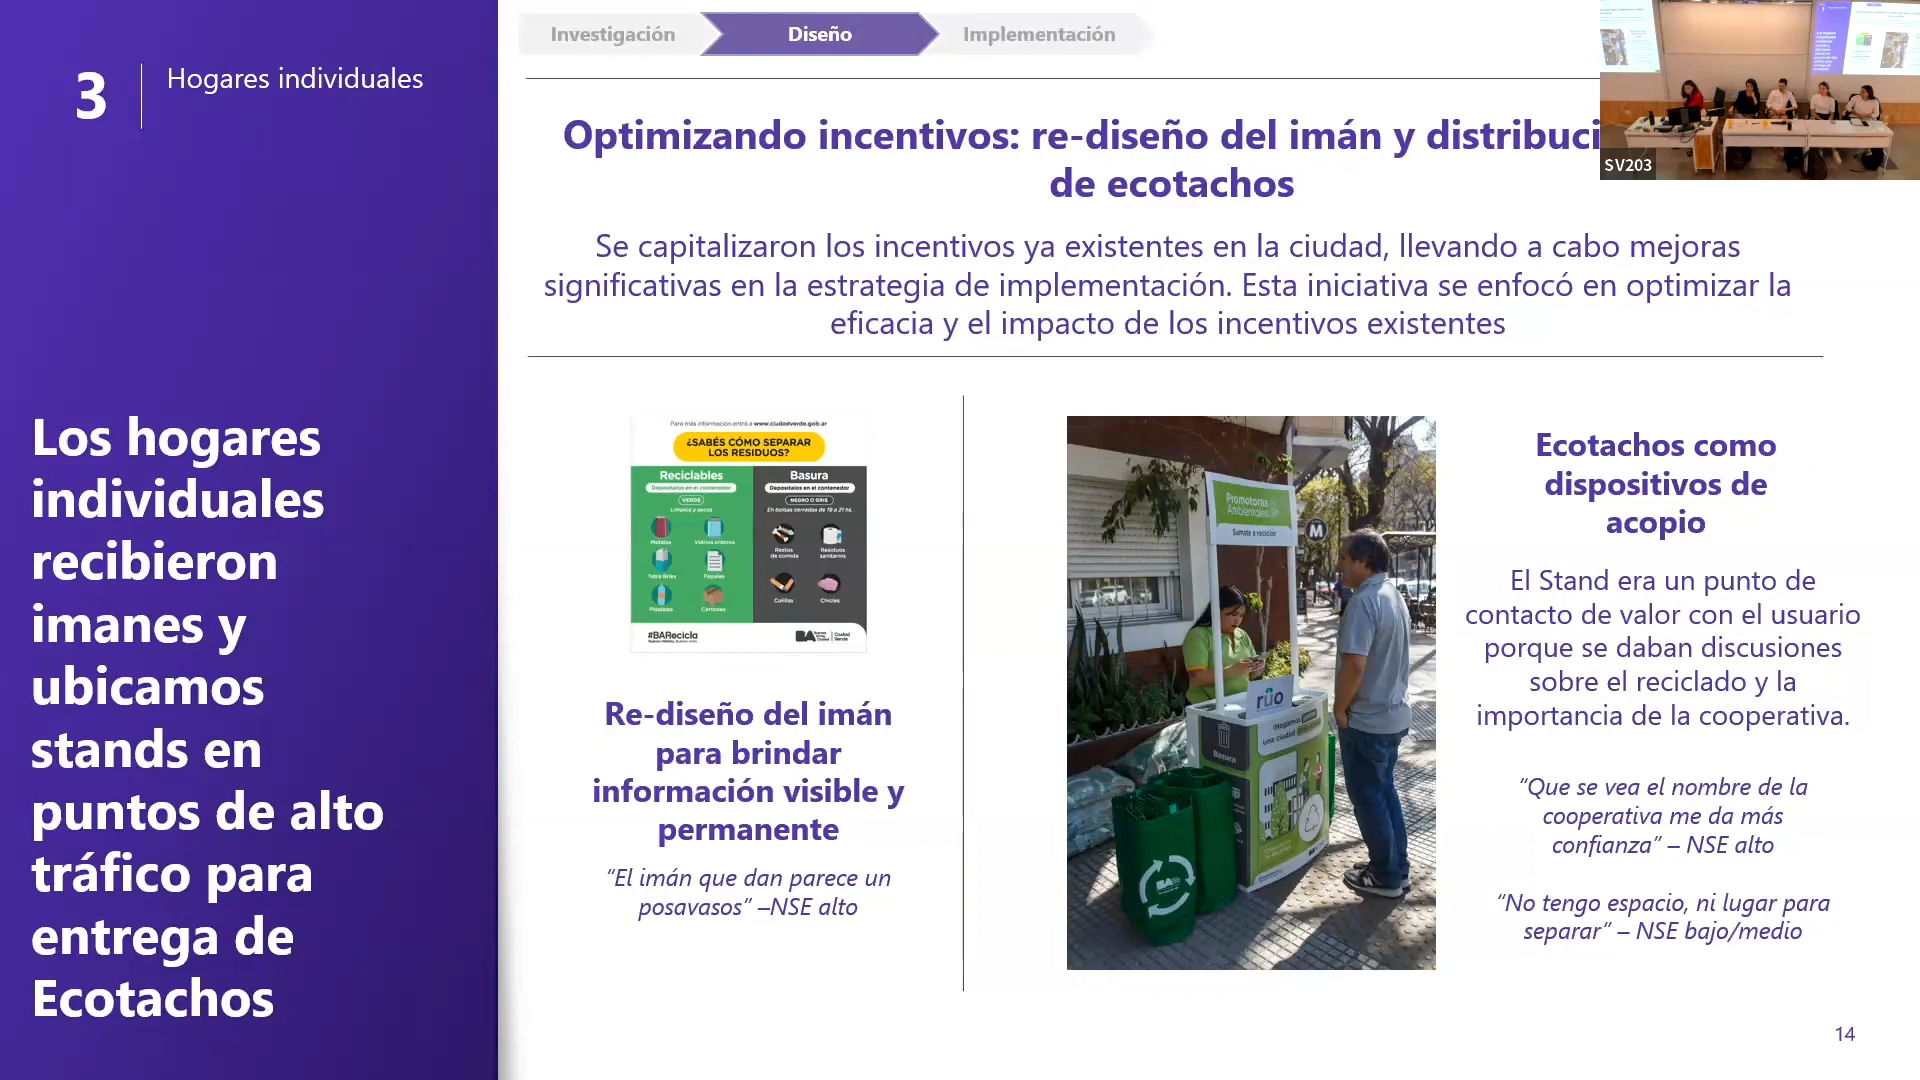 Investigación
Diseño
Implementación
3
Hogares individuales
Optimizando incentivos: re-diseño del imán y distribuci
de ecotachos
SV203
Se capitalizaron los incentivos ya existentes en la ciudad, llevando a cabo mejoras
significativas en la estrategia de implementación. Esta iniciativa se enfocó en optimizar la
eficacia y el impacto de los incentivos existentes
Los hogares
individuales
recibieron
imanes y
ubicamos
stands en
puntos de alto
tráfico para
entrega de
Ecotachos
Para más información entrá a www.ciudadverde.gob.ar
¿SABÉS CÓMO SEPARAR
LOS RESIDUOS?
Reciclables
Depositalos en el contenedor
VERDE
Limpios y secos
Metales
Vidrios enteros
Tetra Briks
Papeles
Plásticos
Cartones
Basura
Depositalos en el contenedor
NEGRO O GRIS
En bolsas cerradas de 19 a 21 hs.
Restos
de comida
Residuos
sanitarios
Colillas
Chicles
#BARecicla
BA
Buenos
Aires
Ciudad
Ciudad
Verde
Re-diseño del imán
para brindar
información visible y
permanente
“El imán que dan parece un
posavasos” –NSE alto
Promotoras
Ambientales
Sumate a reciclar
M
rüo
¡Hagamos juntos
una ciudad
Basura
BA
Ecotachos como
dispositivos de
acopio
El Stand era un punto de
contacto de valor con el usuario
porque se daban discusiones
sobre el reciclado y la
importancia de la cooperativa.
“Que se vea el nombre de la
cooperativa me da más
confianza” – NSE alto
“No tengo espacio, ni lugar para
separar” – NSE bajo/medio
14